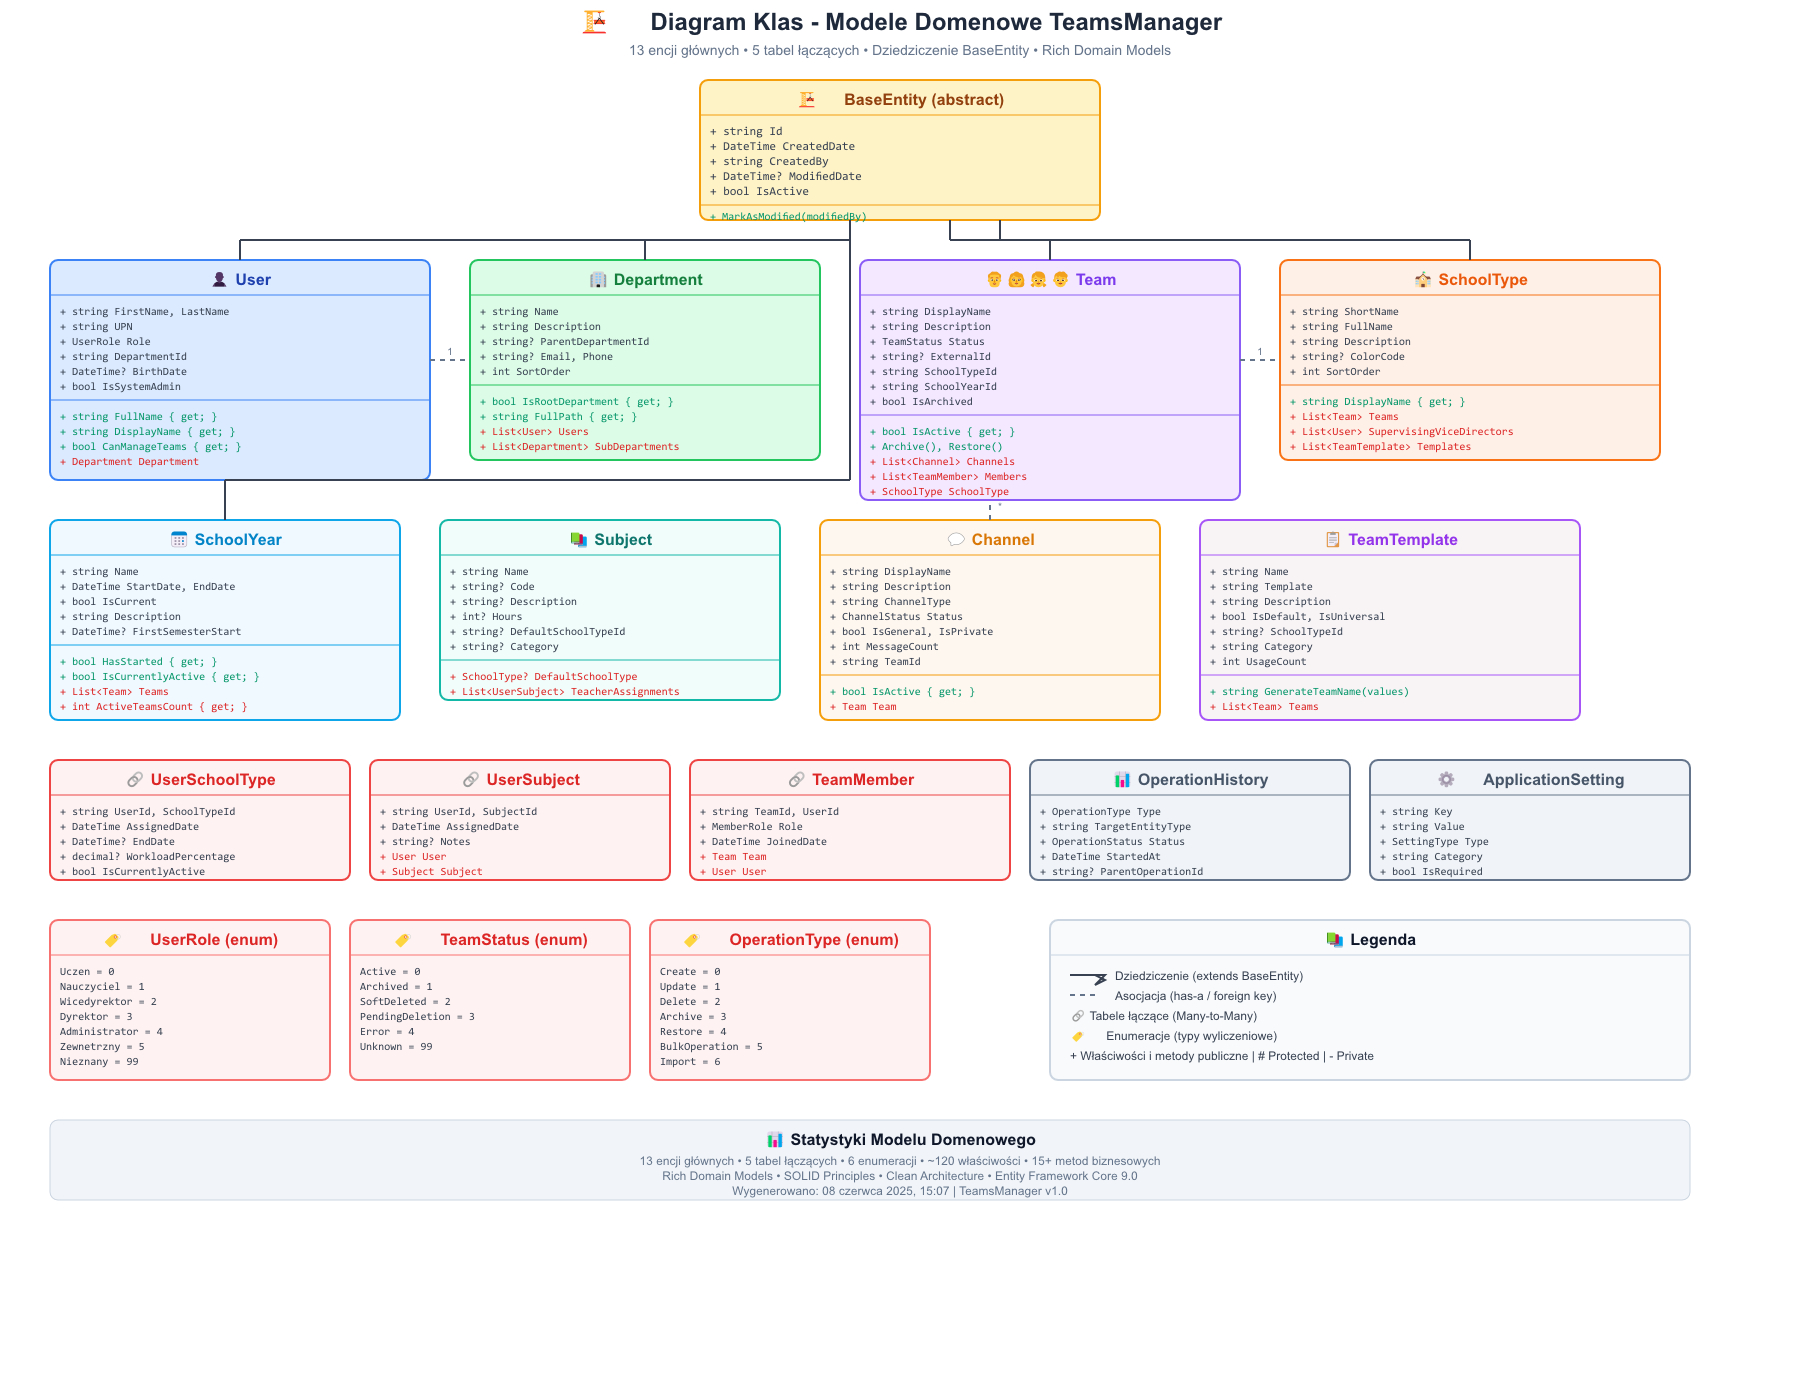 Diagram Klas - Modele Domenowe TeamsManager
13 encji głównych • 5 tabel łączących • Dziedziczenie BaseEntity • Rich Domain Models
BaseEntity (abstract)
+ string Id
+ DateTime CreatedDate
+ string CreatedBy
+ DateTime? ModifiedDate
+ bool IsActive
+ MarkAsModified(modifiedBy)
User
+ string FirstName, LastName
+ string UPN
+ UserRole Role
+ string DepartmentId
+ DateTime? BirthDate
+ bool IsSystemAdmin
+ string FullName { get; }
+ string DisplayName { get; }
+ bool CanManageTeams { get; }
+ Department Department
1
Department
+ string Name
+ string Description
+ string? ParentDepartmentId
+ string? Email, Phone
+ int SortOrder
+ bool IsRootDepartment { get; }
+ string FullPath { get; }
+ List<User> Users
+ List<Department> SubDepartments
Team
+ string DisplayName
+ string Description
+ TeamStatus Status
+ string? ExternalId
+ string SchoolTypeId
+ string SchoolYearId
+ bool IsArchived
+ bool IsActive { get; }
+ Archive(), Restore()
+ List<Channel> Channels
+ List<TeamMember> Members
+ SchoolType SchoolType
1
SchoolType
+ string ShortName
+ string FullName
+ string Description
+ string? ColorCode
+ int SortOrder
+ string DisplayName { get; }
+ List<Team> Teams
+ List<User> SupervisingViceDirectors
+ List<TeamTemplate> Templates
*
SchoolYear
+ string Name
+ DateTime StartDate, EndDate
+ bool IsCurrent
+ string Description
+ DateTime? FirstSemesterStart
+ bool HasStarted { get; }
+ bool IsCurrentlyActive { get; }
+ List<Team> Teams
+ int ActiveTeamsCount { get; }
Subject
+ string Name
+ string? Code
+ string? Description
+ int? Hours
+ string? DefaultSchoolTypeId
+ string? Category
+ SchoolType? DefaultSchoolType
+ List<UserSubject> TeacherAssignments
Channel
+ string DisplayName
+ string Description
+ string ChannelType
+ ChannelStatus Status
+ bool IsGeneral, IsPrivate
+ int MessageCount
+ string TeamId
+ bool IsActive { get; }
+ Team Team
TeamTemplate
+ string Name
+ string Template
+ string Description
+ bool IsDefault, IsUniversal
+ string? SchoolTypeId
+ string Category
+ int UsageCount
+ string GenerateTeamName(values)
+ List<Team> Teams
UserSchoolType
+ string UserId, SchoolTypeId
+ DateTime AssignedDate
+ DateTime? EndDate
+ decimal? WorkloadPercentage
+ bool IsCurrentlyActive
UserSubject
+ string UserId, SubjectId
+ DateTime AssignedDate
+ string? Notes
+ User User
+ Subject Subject
TeamMember
+ string TeamId, UserId
+ MemberRole Role
+ DateTime JoinedDate
+ Team Team
+ User User
OperationHistory
+ OperationType Type
+ string TargetEntityType
+ OperationStatus Status
+ DateTime StartedAt
+ string? ParentOperationId
ApplicationSetting
+ string Key
+ string Value
+ SettingType Type
+ string Category
+ bool IsRequired
UserRole (enum)
Uczen = 0
Nauczyciel = 1
Wicedyrektor = 2
Dyrektor = 3
Administrator = 4
Zewnetrzny = 5
Nieznany = 99
TeamStatus (enum)
Active = 0
Archived = 1
SoftDeleted = 2
PendingDeletion = 3
Error = 4
Unknown = 99
OperationType (enum)
Create = 0
Update = 1
Delete = 2
Archive = 3
Restore = 4
BulkOperation = 5
Import = 6
Legenda
Dziedziczenie (extends BaseEntity)
Asocjacja (has-a / foreign key)
Tabele łączące (Many-to-Many)
Enumeracje (typy wyliczeniowe)
+ Właściwości i metody publiczne | # Protected | - Private
Statystyki Modelu Domenowego
13 encji głównych • 5 tabel łączących • 6 enumeracji • ~120 właściwości • 15+ metod biznesowych
Rich Domain Models • SOLID Principles • Clean Architecture • Entity Framework Core 9.0
Wygenerowano: 08 czerwca 2025, 15:07 | TeamsManager v1.0